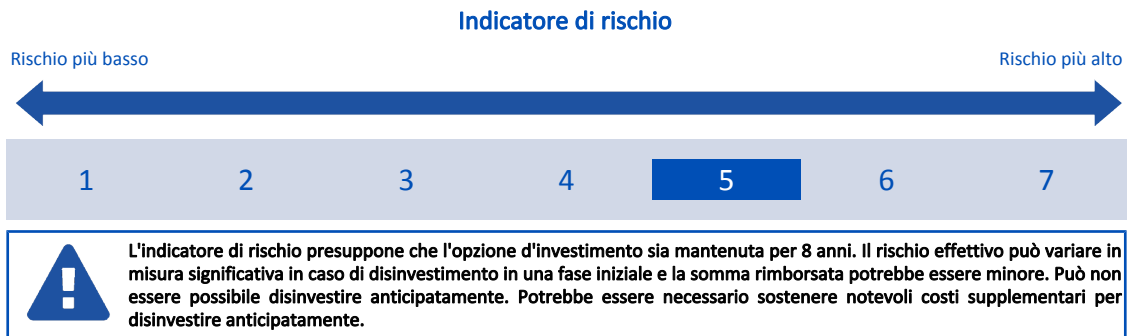 Indicatore di rischio
Rischio più basso
Rischio più alto
1 2 3 4 5 6 7
L'indicatore di rischio presuppone che l'opzione d'investimento sia mantenuta per 8 anni. Il rischio effettivo può variare in
misura significativa in caso di disinvestimento in una fase iniziale e la somma rimborsata potrebbe essere minore. Può non
essere possibile disinvestire anticipatamente. Potrebbe essere necessario sostenere notevoli costi supplementari per
disinvestire anticipatamente.